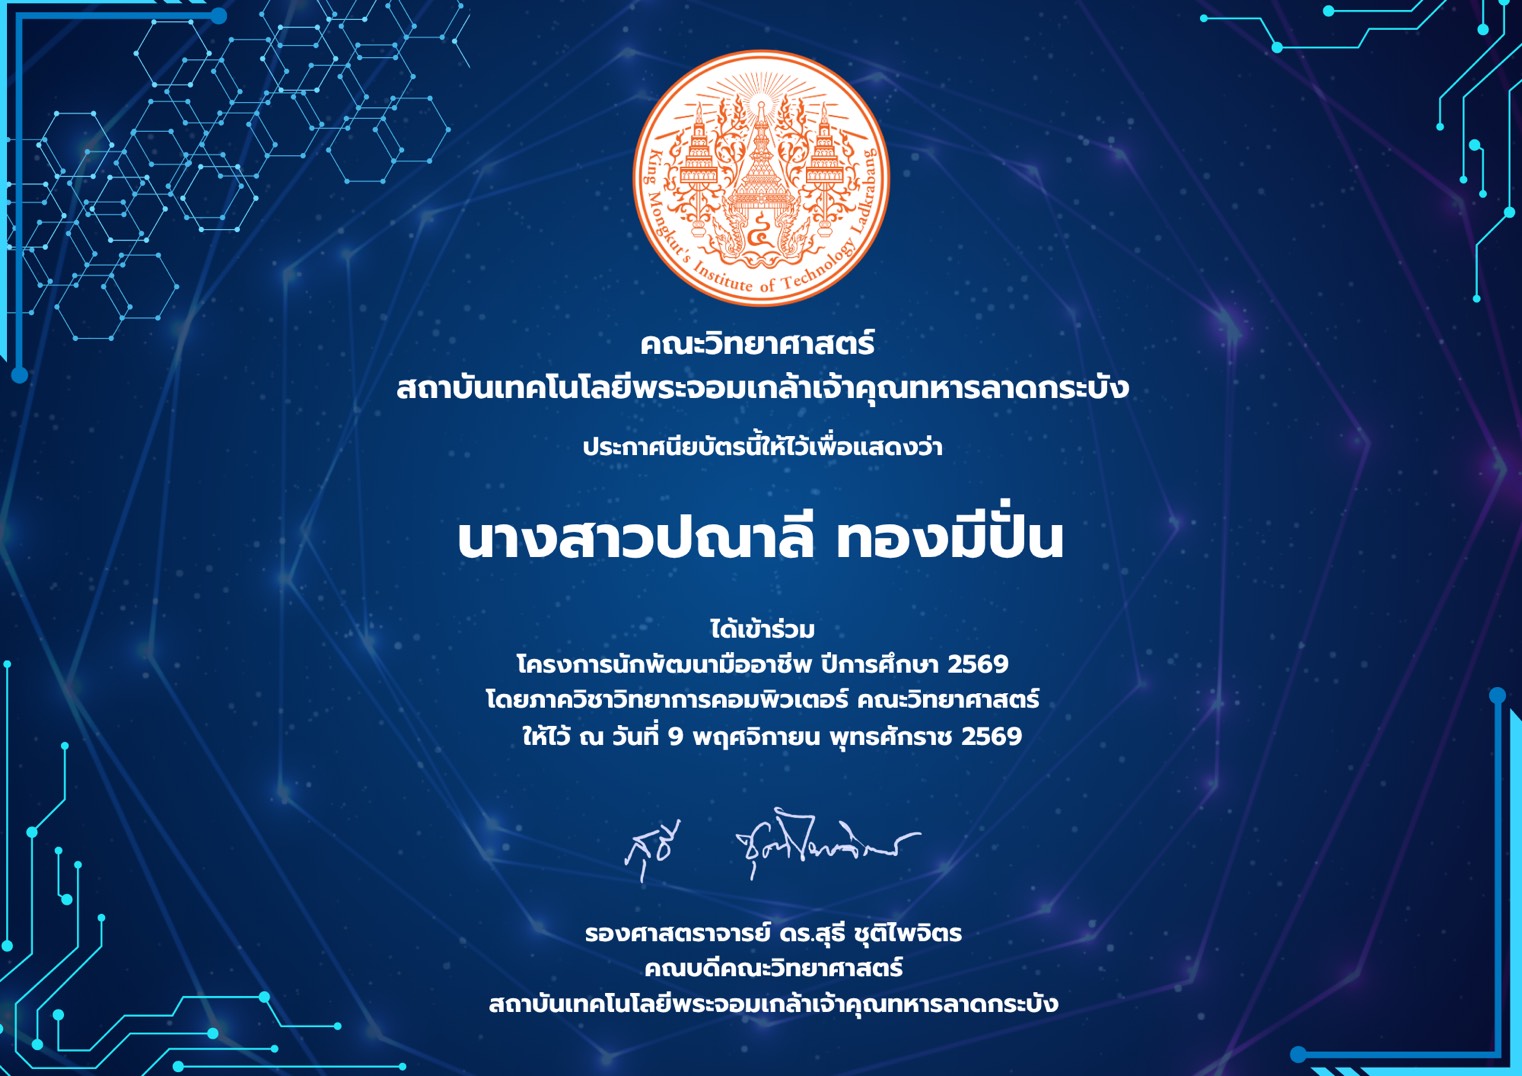 King Mongkut's Institute of Technology Ladkrabang
คณะวิทยาศาสตร์
สถาบันเทคโนโลยีพระจอมเกล้าเจ้าคุณทหารลาดกระบัง
ประกาศนียบัตรนี้ให้ไว้เพื่อแสดงว่า
นางสาวปณาลี ทองมีปั่น
ได้เข้าร่วม
โครงการนักพัฒนามืออาชีพ ปีการศึกษา 2569
โดยภาควิชาวิทยาการคอมพิวเตอร์ คณะวิทยาศาสตร์
ให้ไว้ ณ วันที่ 9 พฤศจิกายน พุทธศักราช 2569
สุธี ชุติไพจิตร
รองศาสตราจารย์ ดร.สุธี ชุติไพจิตร
คณบดีคณะวิทยาศาสตร์
สถาบันเทคโนโลยีพระจอมเกล้าเจ้าคุณทหารลาดกระบัง